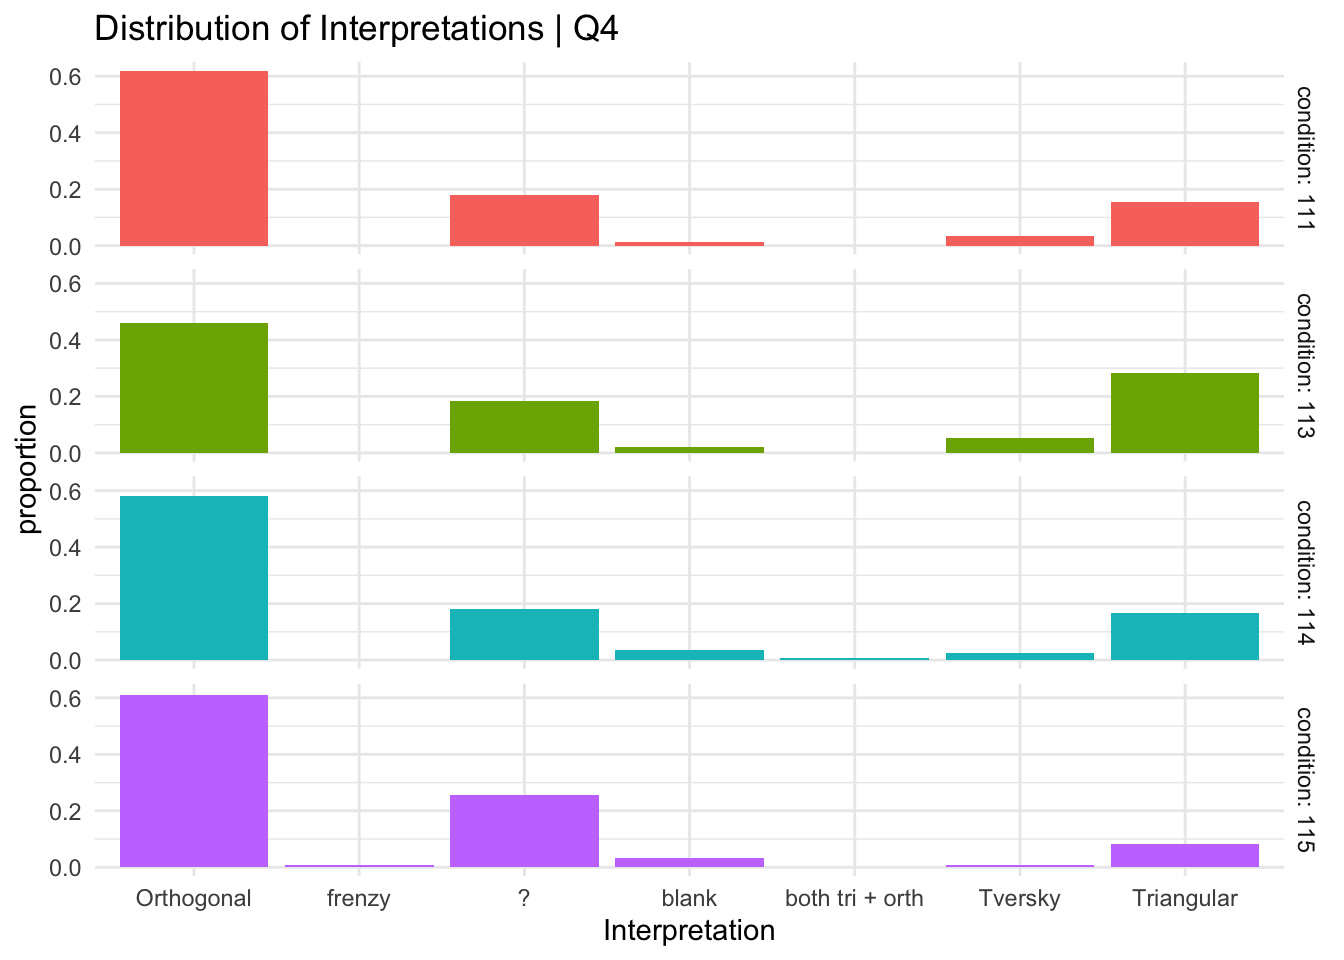 Distribution of Interpretations | Q4
proportion
0.6
0.4
0.2
0.0
condition: 111
0.6
0.4
0.2
0.0
condition: 113
0.6
0.4
0.2
0.0
condition: 114
0.6
0.4
0.2
0.0
condition: 115
Orthogonal frenzy ? blank both tri + orth Tversky Triangular
Interpretation